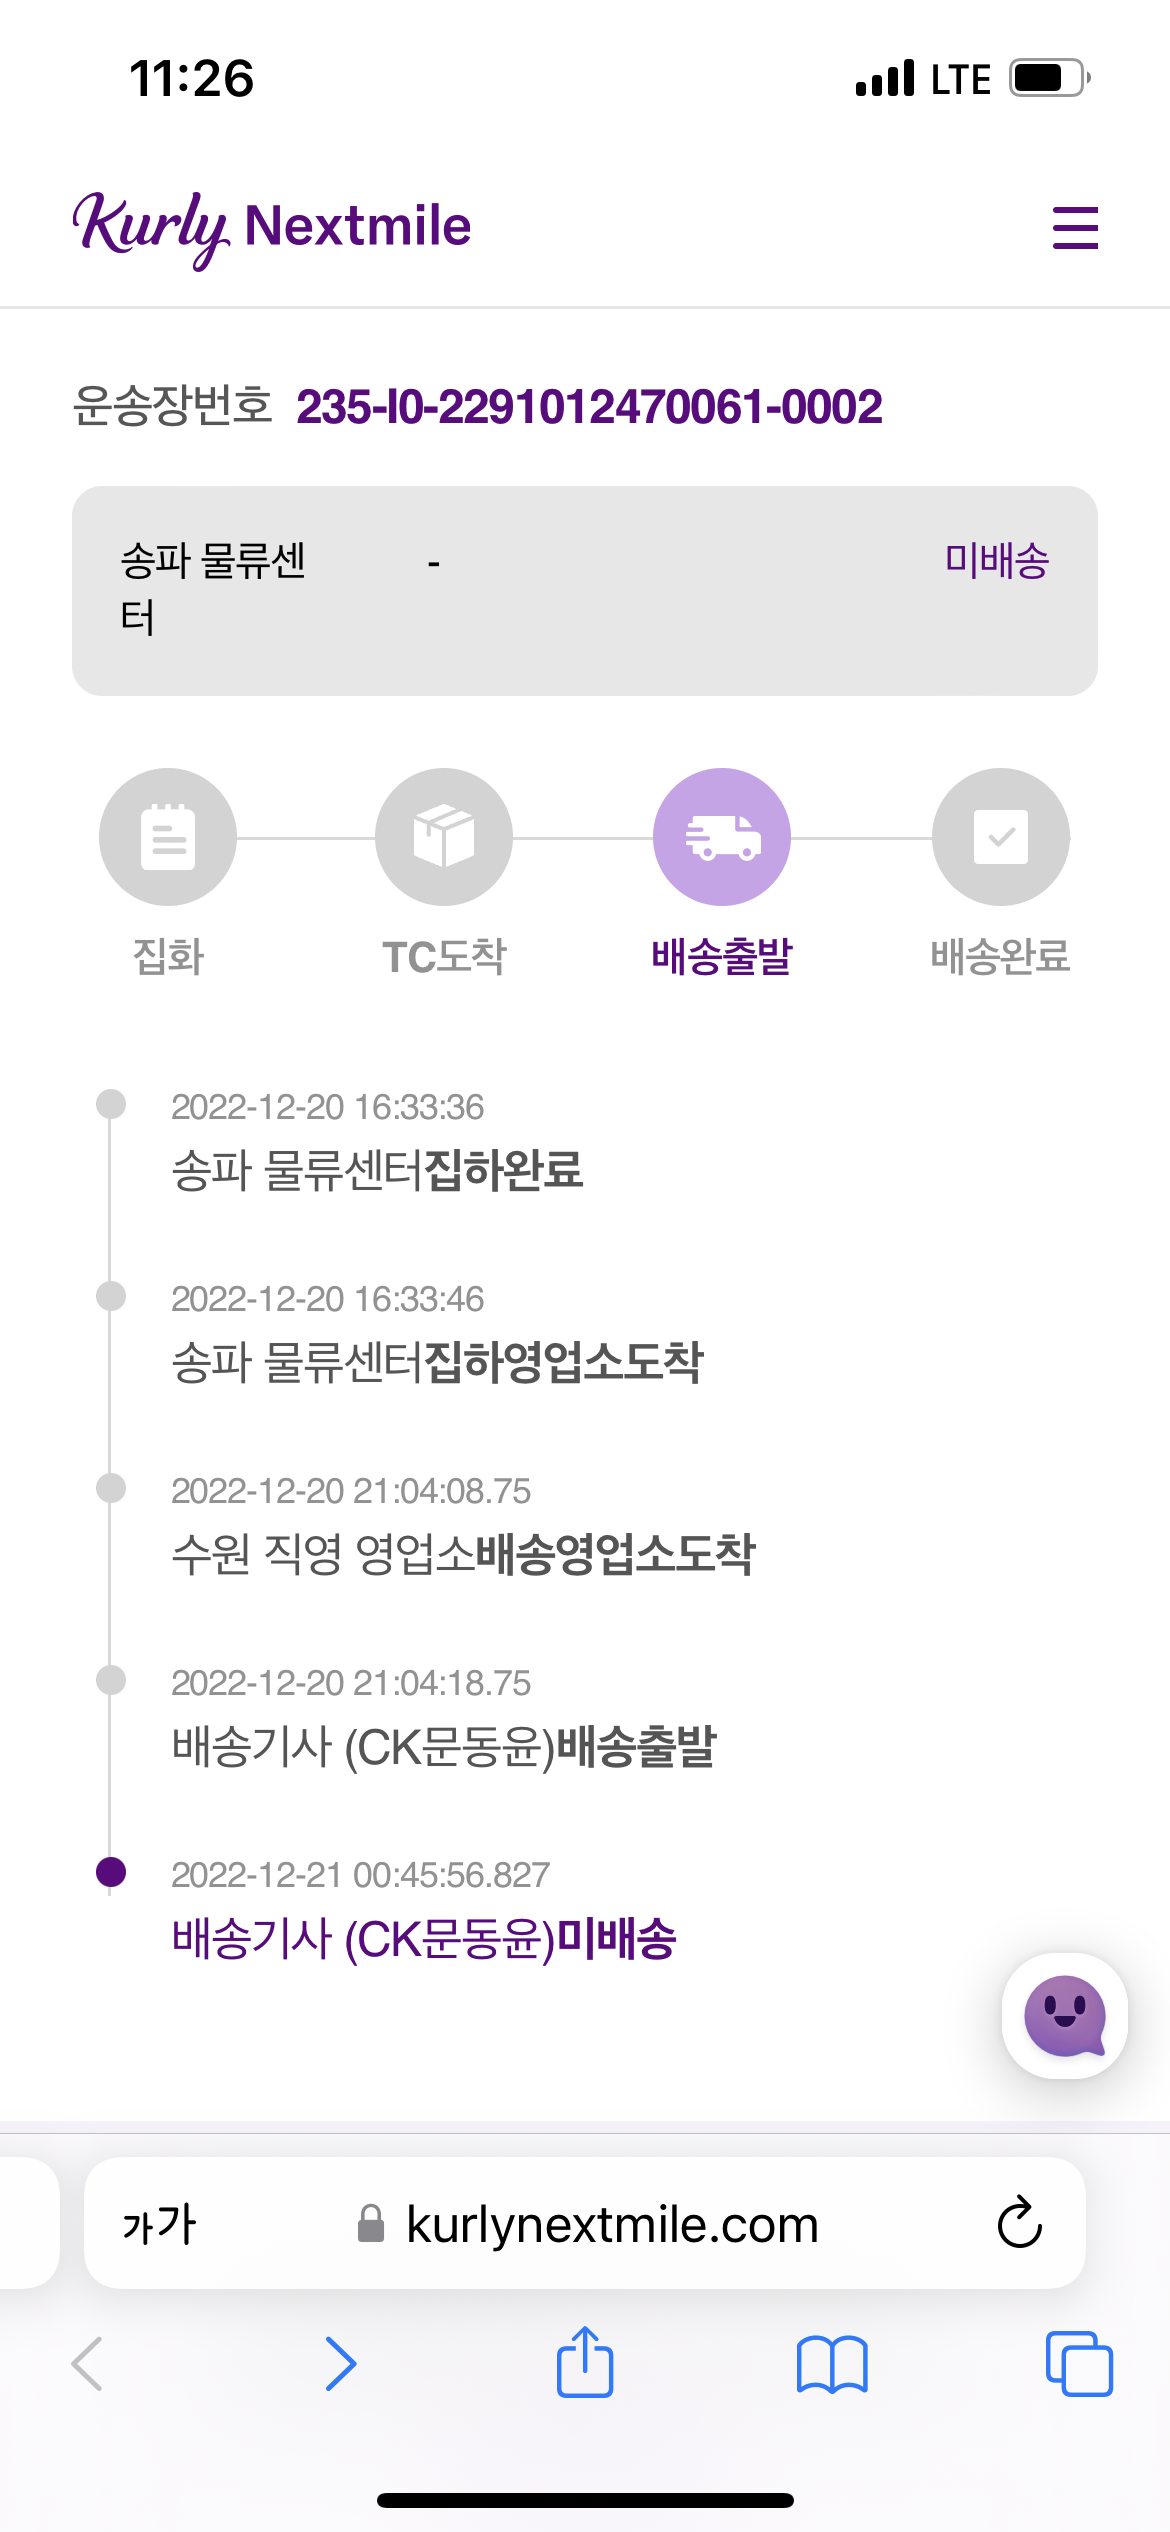 11:26 LTE
Kurly Nextmile
운송장번호 235-I0-2291012470061-0002
송파 물류센 - 미배송
터
집화 TC도착 배송출발 배송완료
2022-12-20 16:33:36
송파 물류센터집하완료
2022-12-20 16:33:46
송파 물류센터집하영업소도착
2022-12-20 21:04:08.75
수원 직영 영업소배송영업소도착
2022-12-20 21:04:18.75
배송기사 (CK문동윤)배송출발
2022-12-21 00:45:56.827
배송기사 (CK문동윤)미배송
가가 kurlynextmile.com